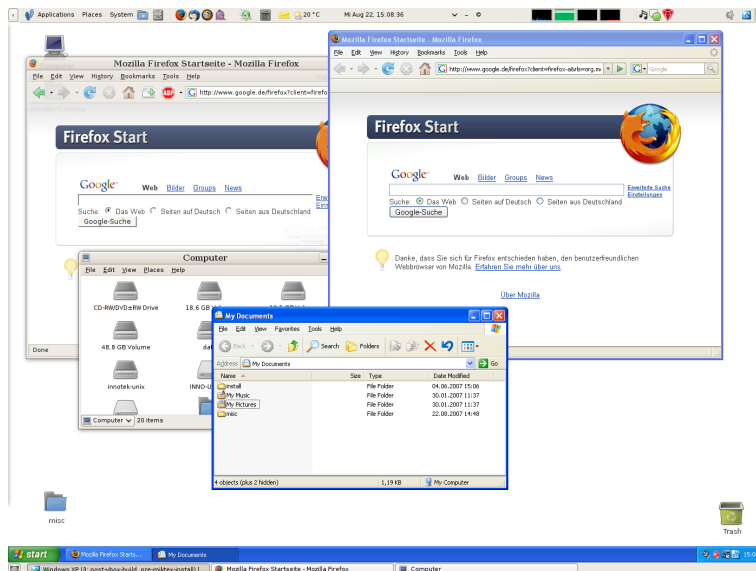 Applications Places System 20 °C Mi Aug 22, 15:08:36
Mozilla Firefox Startseite - Mozilla Firefox
File Edit View History Bookmarks Tools Help
http://www.google.de/firefox?client=firefo
Firefox Start
Google
Web Bilder Groups News
Suche: Das Web Seiten auf Deutsch Seiten aus Deutschland
Google-Suche
Done
Mozilla Firefox Startseite - Mozilla Firefox
File Edit View History Bookmarks Tools Help
http://www.google.de/firefox?client=firefox-a&rls=org.m
Google
Firefox Start
Google
Web Bilder Groups News
Erweiterte Suche
Einstellungen
Suche: Das Web Seiten auf Deutsch Seiten aus Deutschland
Google-Suche
Danke, dass Sie sich für Firefox entschieden haben, den benutzerfreundlichen
Webbrowser von Mozilla. Erfahren Sie mehr über uns.
Über Mozilla
Computer
File Edit View Places Help
CD-RW/DVD±RW Drive 18,6 GB
48,8 GB Volume
innotek-unix INNO-U
Computer 20 items
My Documents
File Edit View Favorites Tools Help
Back Search Folders
Address My Documents Go
Name Size Type Date Modified
install File Folder 04.06.2007 15:06
My Music File Folder 30.01.2007 11:37
My Pictures File Folder 30.01.2007 11:37
misc File Folder 22.08.2007 14:48
4 objects (plus 2 hidden) 1,19 KB My Computer
misc
Trash
start Mozilla Firefox Starts... My Documents 15:0
Windows XP (3: post-vbox-build, pre-miktex-install) [ Mozilla Firefox Startseite - Mozilla Firefox Computer